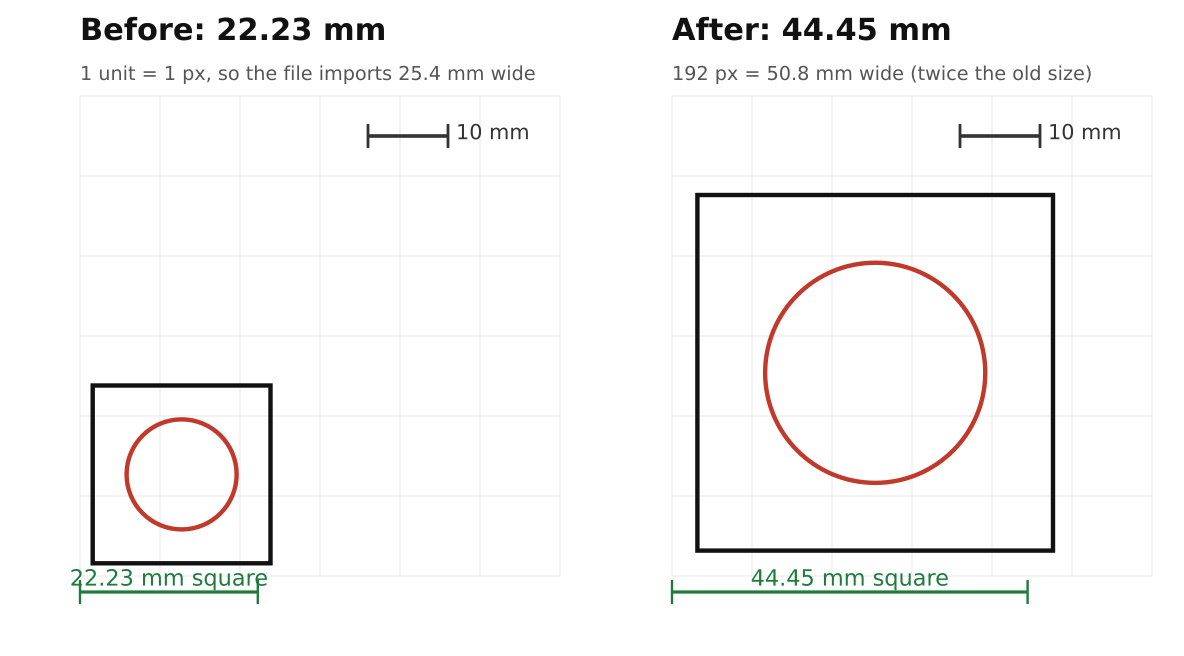 Before: 22.23 mm
1 unit = 1 px, so the file imports 25.4 mm wide
10 mm
22.23 mm square
After: 44.45 mm
192 px = 50.8 mm wide (twice the old size)
10 mm
44.45 mm square